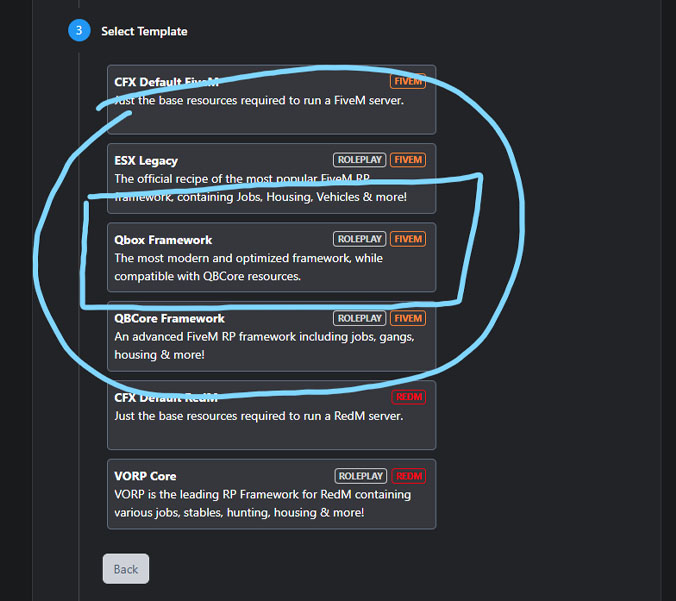 3 Select Template
CFX Default FiveM FIVEM
Just the base resources required to run a FiveM server.
ESX Legacy ROLEPLAY FIVEM
The official recipe of the most popular FiveM RP
framework, containing Jobs, Housing, Vehicles & more!
Qbox Framework ROLEPLAY FIVEM
The most modern and optimized framework, while
compatible with QBCore resources.
QBCore Framework ROLEPLAY FIVEM
An advanced FiveM RP framework including jobs, gangs,
housing & more!
CFX Default RedM REDM
Just the base resources required to run a RedM server.
VORP Core ROLEPLAY REDM
VORP is the leading RP Framework for RedM containing
various jobs, stables, hunting, housing & more!
Back